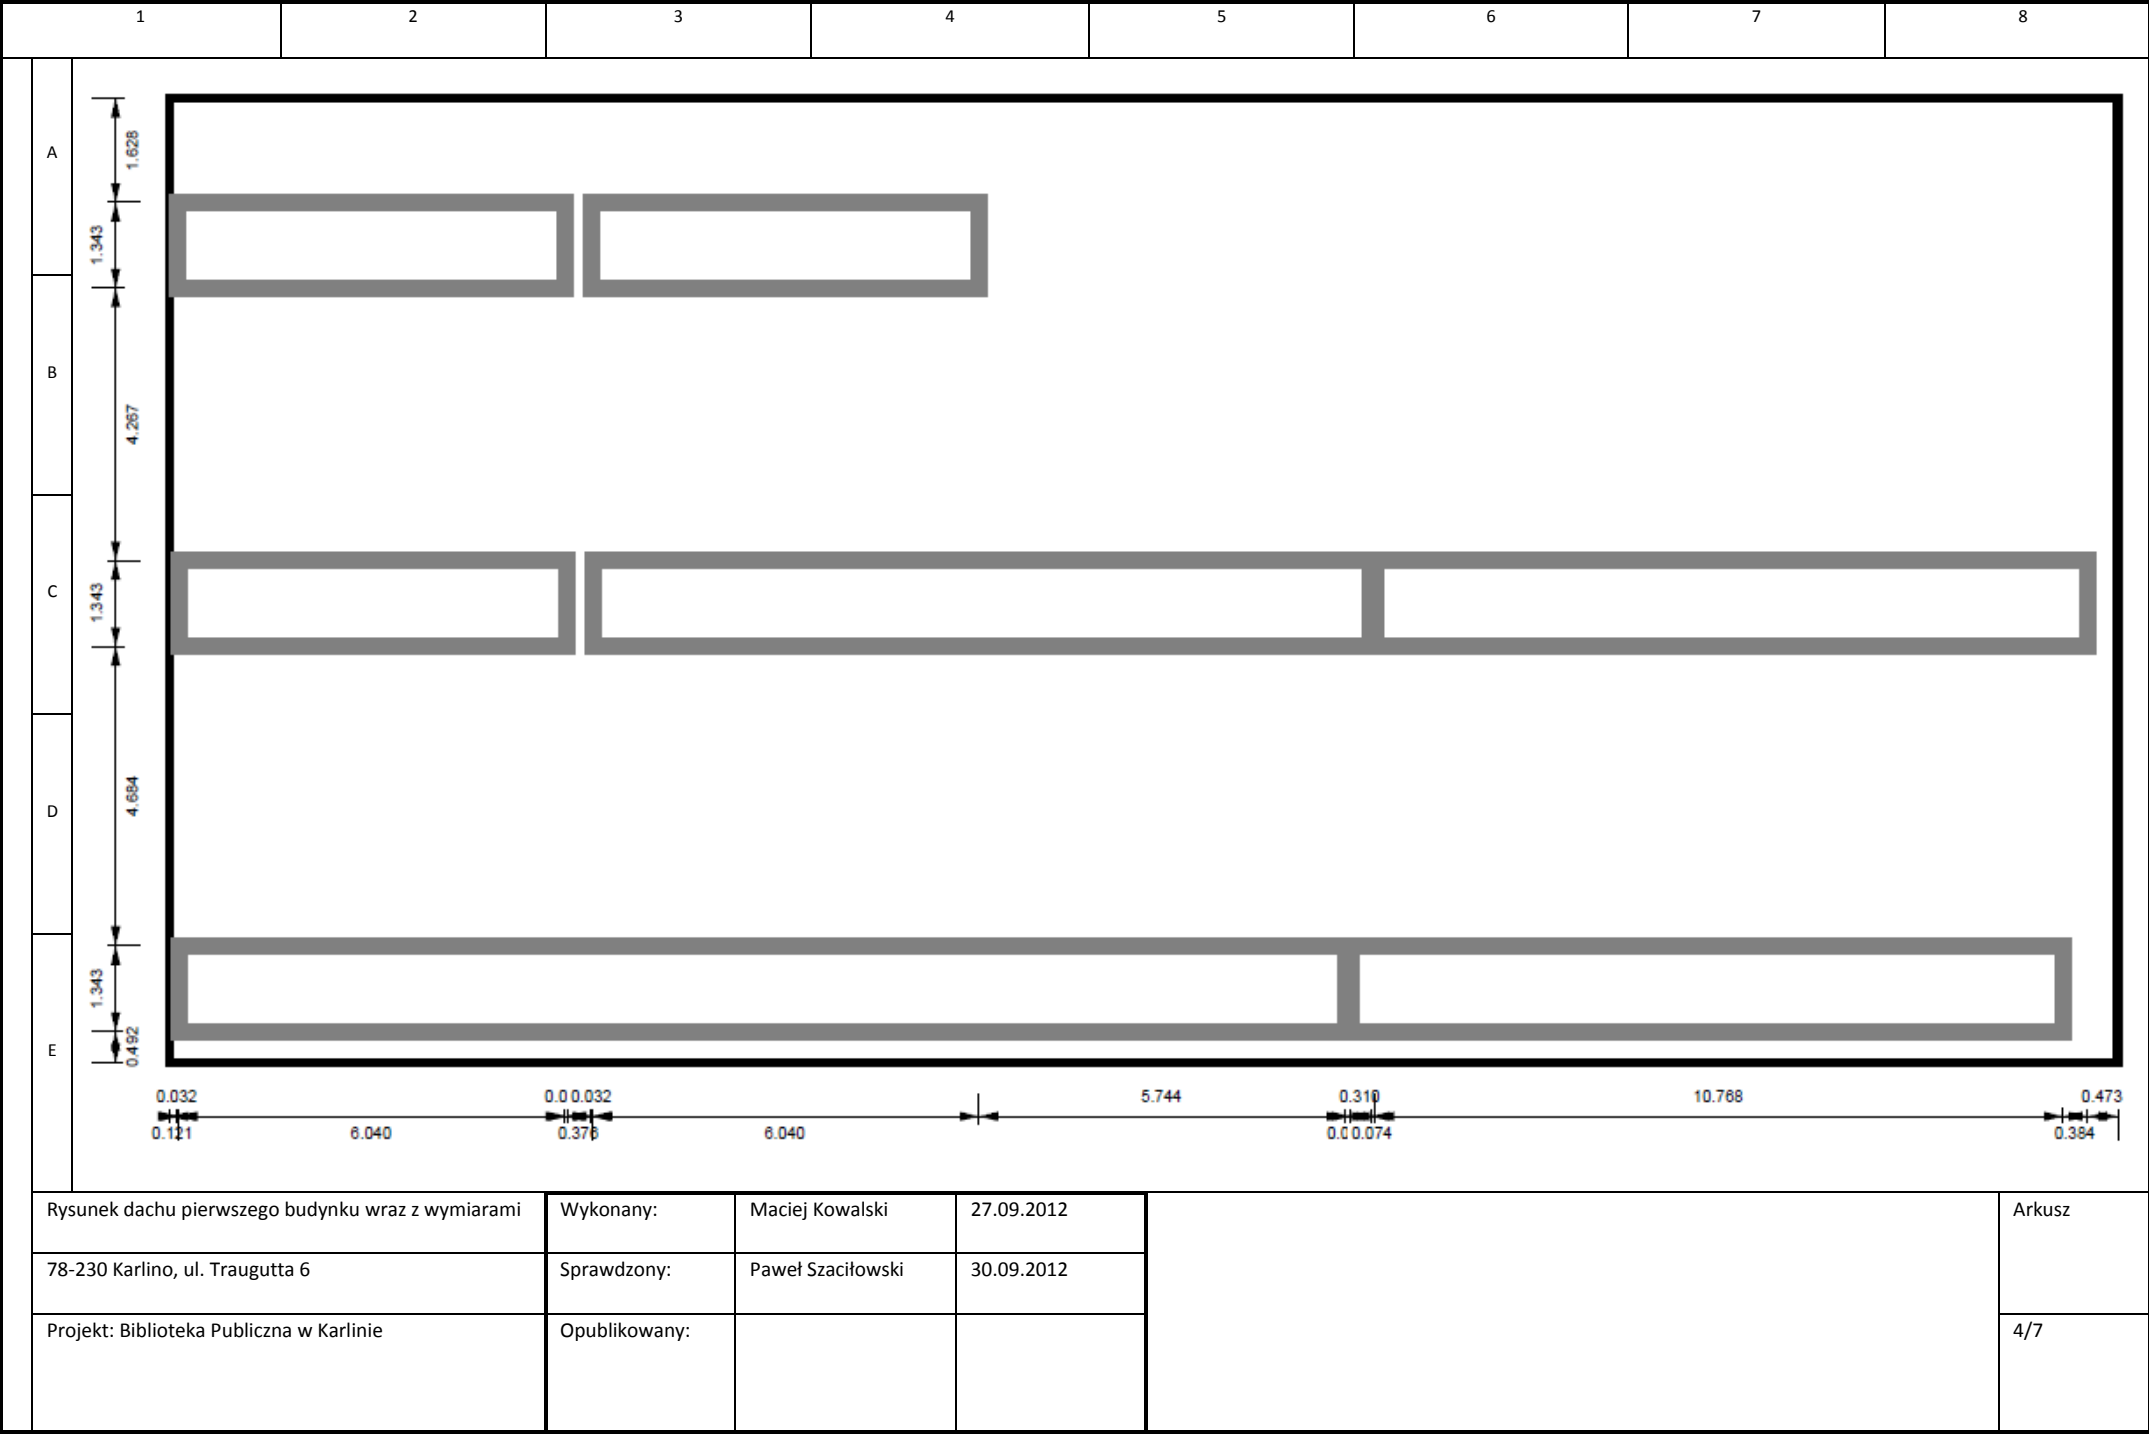 1 2 3 4 5 6 7 8
A
1.628
1.343
B
4.267
C
1.343
4.684
D
1.343
E
0.492
0.032 0.032 5.744 0.310 10.768 0.473
0.121 6.040 0.376 6.040 0.074 0.384
Rysunek dachu pierwszego budynku wraz z wymiarami Wykonany: Maciej Kowalski 27.09.2012 Arkusz
78-230 Karlino, ul. Traugutta 6 Sprawdzony: Paweł Szaciłowski 30.09.2012
Projekt: Biblioteka Publiczna w Karlinie Opublikowany: 4/7